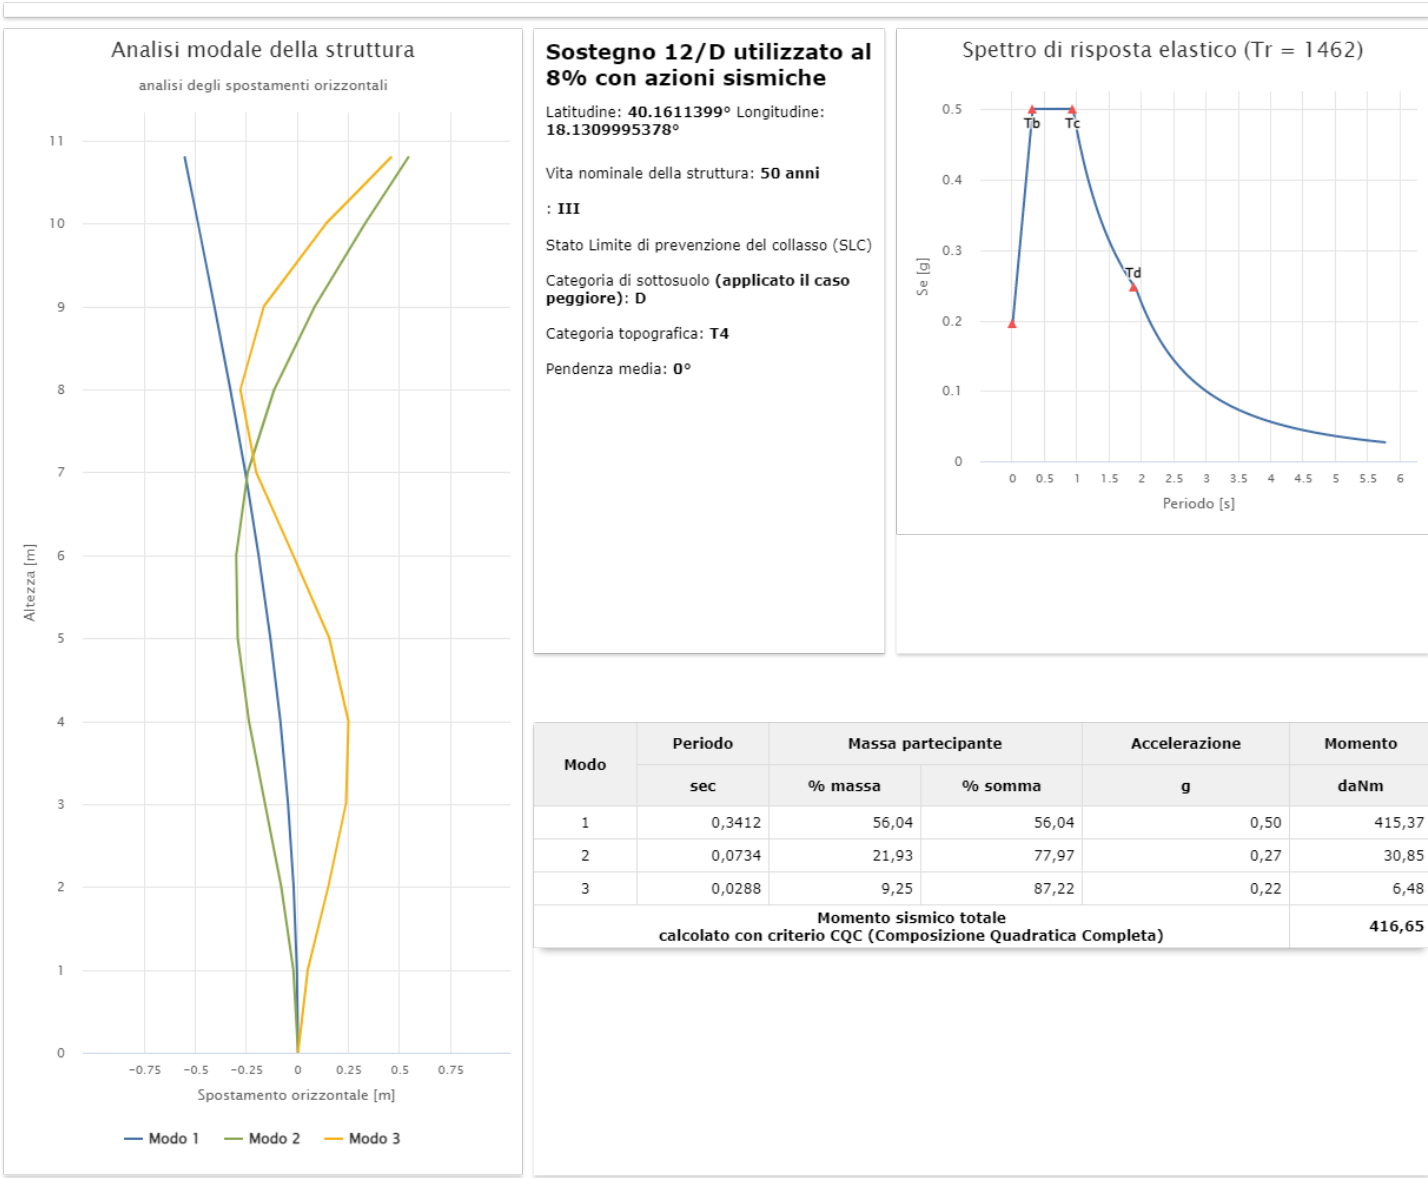 Analisi modale della struttura
analisi degli spostamenti orizzontali
11
10
9
8
7
6
5
4
3
2
1
0
Altezza [m]
−0.75 −0.5 −0.25 0 0.25 0.5 0.75
Spostamento orizzontale [m]
Modo 1 Modo 2 Modo 3
Sostegno 12/D utilizzato al
8% con azioni sismiche
Latitudine: 40.1611399° Longitudine:
18.1309995378°
Vita nominale della struttura: 50 anni
: III
Stato Limite di prevenzione del collasso (SLC)
Categoria di sottosuolo (applicato il caso
peggiore): D
Categoria topografica: T4
Pendenza media: 0°
Spettro di risposta elastico (Tr = 1462)
0.5
0.4
0.3
0.2
0.1
0
Se [g]
Tb Tc
Td
0 0.5 1 1.5 2 2.5 3 3.5 4 4.5 5 5.5 6
Periodo [s]
Modo Periodo Massa partecipante Accelerazione Momento
sec % massa % somma g daNm
1 0,3412 56,04 56,04 0,50 415,37
2 0,0734 21,93 77,97 0,27 30,85
3 0,0288 9,25 87,22 0,22 6,48
Momento sismico totale
calcolato con criterio CQC (Composizione Quadratica Completa) 416,65